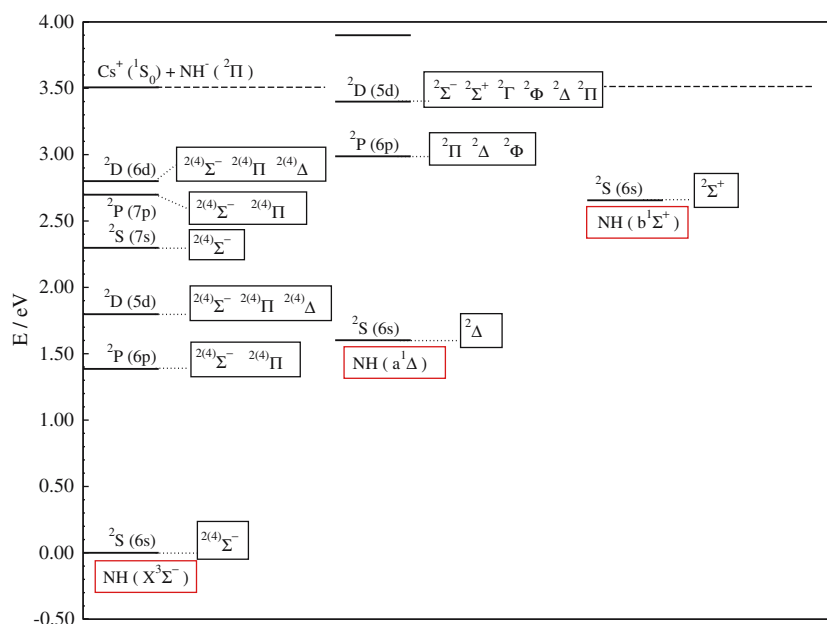 4.00
Cs⁺ (¹S₀) + NH⁻ ( ²Π )
3.50
²D (5d)
²Σ⁻ ²Σ⁺ ²Γ ²Φ ²Δ ²Π
²P (6p)
²Π ²Δ ²Φ
3.00
²D (6d)
²⁽⁴⁾Σ⁻ ²⁽⁴⁾Π ²⁽⁴⁾Δ
²P (7p)
²⁽⁴⁾Σ⁻ ²⁽⁴⁾Π
²S (6s)
²Σ⁺
NH ( b¹Σ⁺ )
2.50
²S (7s)
²⁽⁴⁾Σ⁻
2.00
²D (5d)
²⁽⁴⁾Σ⁻ ²⁽⁴⁾Π ²⁽⁴⁾Δ
²S (6s)
²Δ
NH ( a¹Δ )
E / eV
1.50
²P (6p)
²⁽⁴⁾Σ⁻ ²⁽⁴⁾Π
1.00
0.50
²S (6s)
²⁽⁴⁾Σ⁻
0.00
NH ( X³Σ⁻ )
-0.50